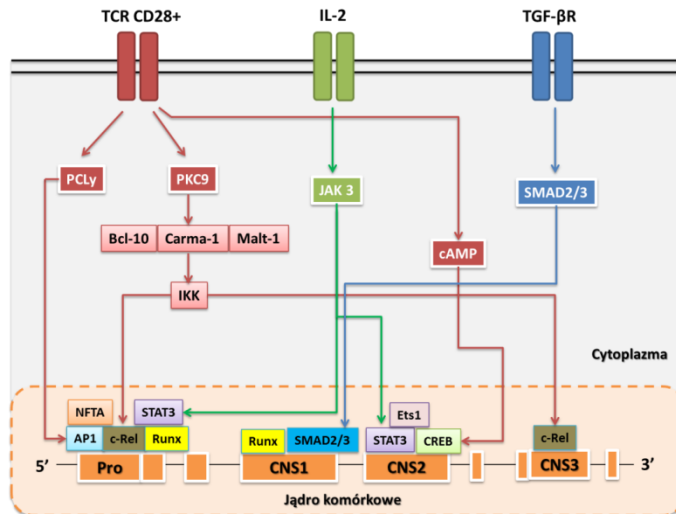 TCR CD28+
IL-2
TGF-βR
PCLy
PKC9
JAK 3
SMAD2/3
Bcl-10
Carma-1
Malt-1
cAMP
IKK
Cytoplazma
NFTA
STAT3
Ets1
AP1
c-Rel
Runx
Runx
SMAD2/3
STAT3
CREB
c-Rel
5’
Pro
CNS1
CNS2
CNS3
3’
Jądro komórkowe